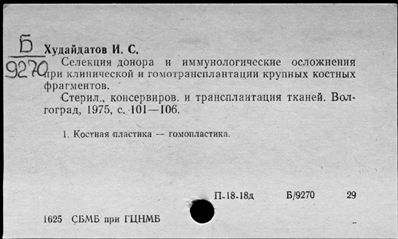 Б
9270
Худайдатов И. С.
Селекция донора и иммунологические осложнения
при клинической и гомотрансплантации крупных костных
фрагментов.
Стерил., консервиров. и трансплантация тканей. Вол-
гоград, 1975, с. 101—106.
1. Костная пластика — гомопластика.
П-18-18д Б/9270 29
1625 СБМБ при ГЦНМБ